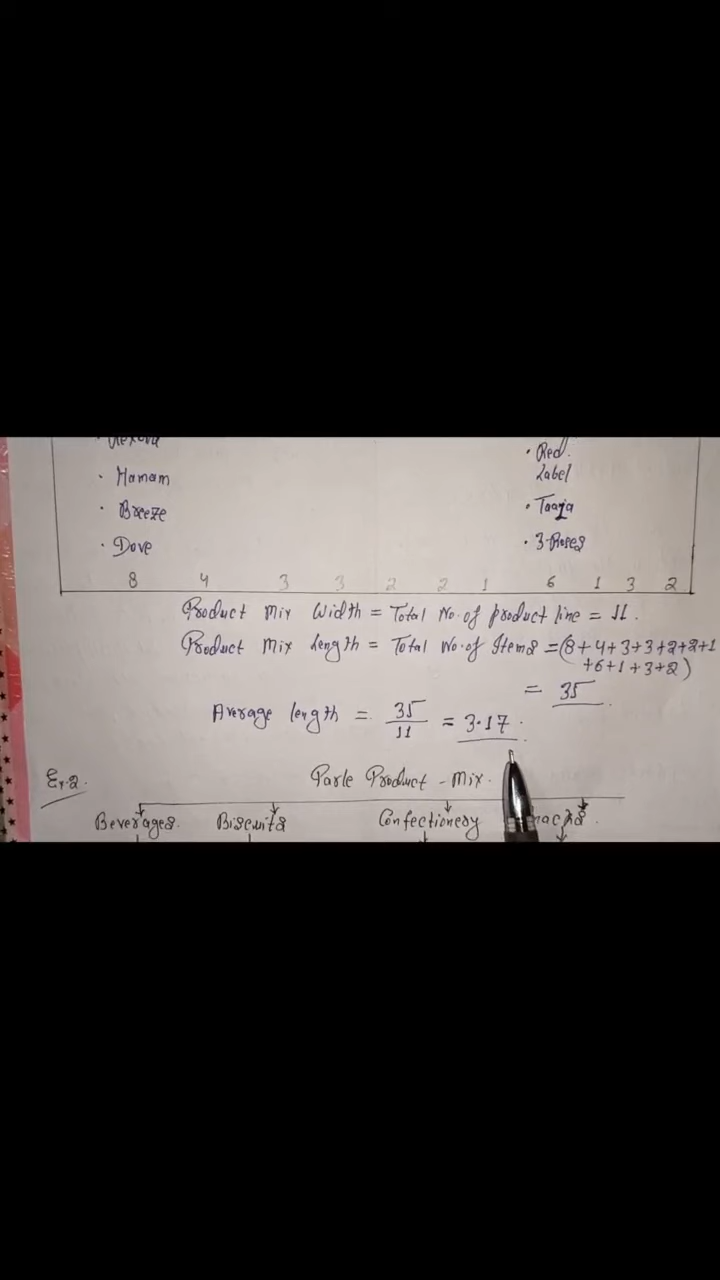 · Hamam
· Breeze
· Dove
· Red
Label
· Taaja
· 3-Roses
8 4 3 3 2 2 1 6 1 3 2
Product Mix Width = Total No. of product line = 11.
Product Mix Length = Total No. of Items = (8+4+3+3+2+2+1
+6+1+3+2)
= 35
Average length = 35/11 = 3.17.
Ex.2. Parle Product - Mix.
Beverages. Biscuits Confectionery